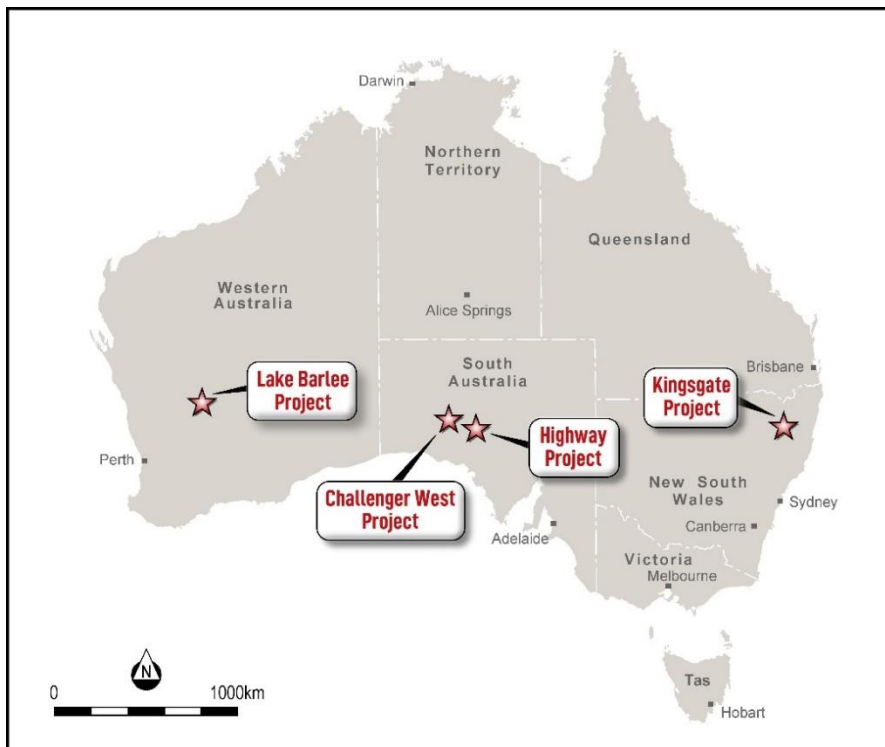 Darwin
Northern
Territory
Queensland
Western
Australia
Alice Springs
South
Australia
Brisbane
Lake Barlee
Project
Kingsgate
Project
Highway
Project
Perth
Challenger West
Project
New South
Wales
Sydney
Canberra
Adelaide
Victoria
Melbourne
N
0
1000km
Tas
Hobart